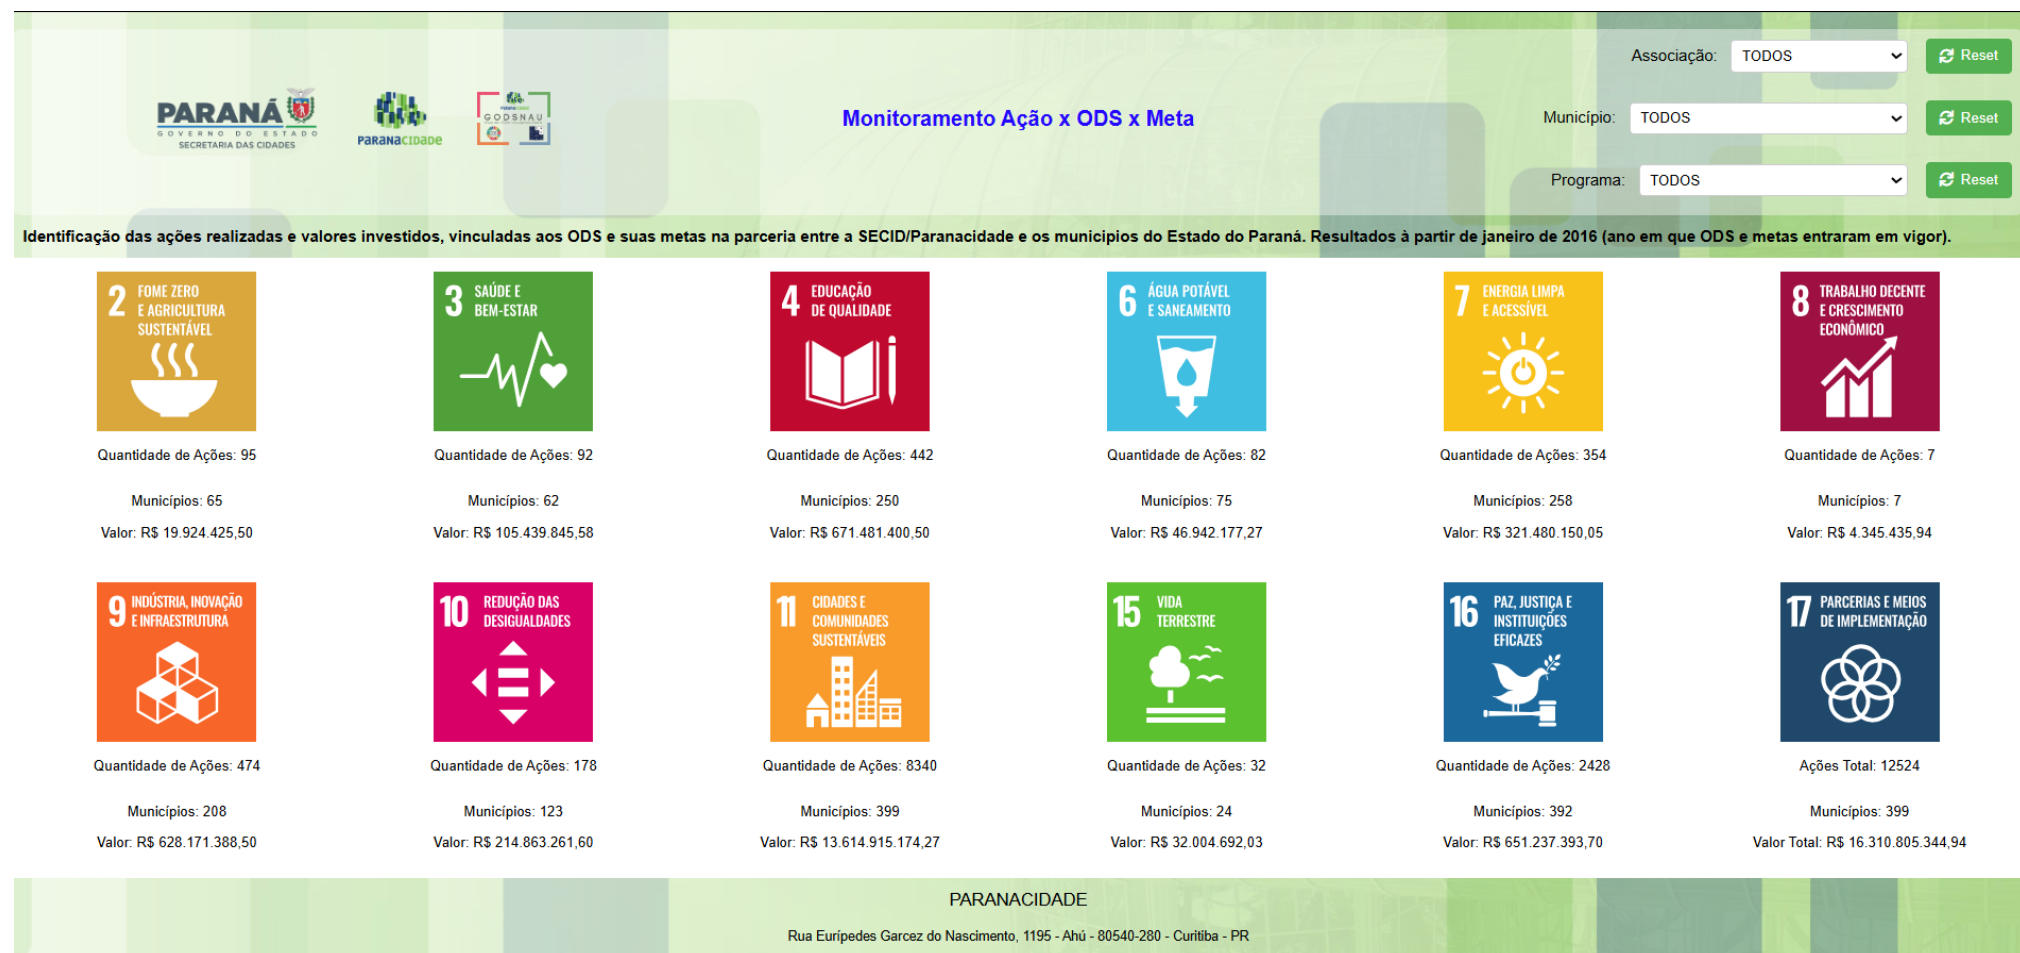 Associação: TODOS Reset
PARANÁ
GOVERNO DO ESTADO
SECRETARIA DAS CIDADES
PARANACIDADE
GODSNAU
Monitoramento Ação x ODS x Meta
Município: TODOS Reset
Programa: TODOS Reset
Identificação das ações realizadas e valores investidos, vinculadas aos ODS e suas metas na parceria entre a SECID/Paranacidade e os municipios do Estado do Paraná. Resultados à partir de janeiro de 2016 (ano em que ODS e metas entraram em vigor).
2 FOME ZERO
E AGRICULTURA
SUSTENTÁVEL
Quantidade de Ações: 95
Municípios: 65
Valor: R$ 19.924.425,50
3 SAÚDE E
BEM-ESTAR
Quantidade de Ações: 92
Municípios: 62
Valor: R$ 105.439.845,58
4 EDUCAÇÃO
DE QUALIDADE
Quantidade de Ações: 442
Municípios: 250
Valor: R$ 671.481.400,50
6 ÁGUA POTÁVEL
E SANEAMENTO
Quantidade de Ações: 82
Municípios: 75
Valor: R$ 46.942.177,27
7 ENERGIA LIMPA
E ACESSÍVEL
Quantidade de Ações: 354
Municípios: 258
Valor: R$ 321.480.150,05
8 TRABALHO DECENTE
E CRESCIMENTO
ECONÔMICO
Quantidade de Ações: 7
Municípios: 7
Valor: R$ 4.345.435,94
9 INDÚSTRIA, INOVAÇÃO
E INFRAESTRUTURA
Quantidade de Ações: 474
Municípios: 208
Valor: R$ 628.171.388,50
10 REDUÇÃO DAS
DESIGUALDADES
Quantidade de Ações: 178
Municípios: 123
Valor: R$ 214.863.261,60
11 CIDADES E
COMUNIDADES
SUSTENTÁVEIS
Quantidade de Ações: 8340
Municípios: 399
Valor: R$ 13.614.915.174,27
15 VIDA
TERRESTRE
Quantidade de Ações: 32
Municípios: 24
Valor: R$ 32.004.692,03
16 PAZ, JUSTIÇA E
INSTITUIÇÕES
EFICAZES
Quantidade de Ações: 2428
Municípios: 392
Valor: R$ 651.237.393,70
17 PARCERIAS E MEIOS
DE IMPLEMENTAÇÃO
Ações Total: 12524
Municípios: 399
Valor Total: R$ 16.310.805.344,94
PARANACIDADE
Rua Eurípedes Garcez do Nascimento, 1195 - Ahú - 80540-280 - Curitiba - PR